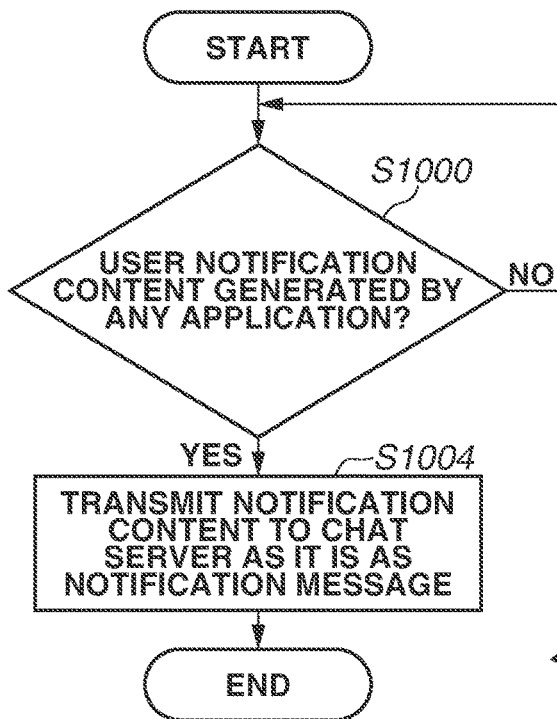 START
S1000
USER NOTIFICATION
CONTENT GENERATED BY
ANY APPLICATION?
NO
YES
S1004
TRANSMIT NOTIFICATION
CONTENT TO CHAT
SERVER AS IT IS AS
NOTIFICATION MESSAGE
END